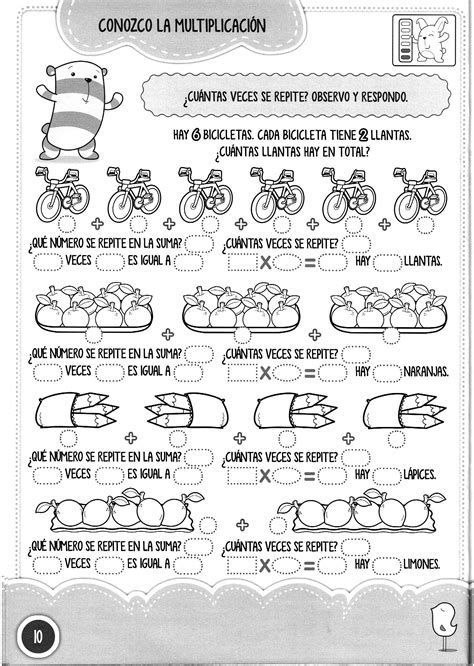 CONOZCO LA MULTIPLICACIÓN
¿CUÁNTAS VECES SE REPITE? OBSERVO Y RESPONDO.
HAY 6 BICICLETAS. CADA BICICLETA TIENE 2 LLANTAS.
¿CUÁNTAS LLANTAS HAY EN TOTAL?
+ + + + +
¿QUÉ NÚMERO SE REPITE EN LA SUMA? ¿CUÁNTAS VECES SE REPITE?
VECES ES IGUAL A X = HAY LLANTAS.
+ +
¿QUÉ NÚMERO SE REPITE EN LA SUMA? ¿CUÁNTAS VECES SE REPITE?
VECES ES IGUAL A X = HAY NARANJAS.
+ + +
¿QUÉ NÚMERO SE REPITE EN LA SUMA? ¿CUÁNTAS VECES SE REPITE?
VECES ES IGUAL A X = HAY LÁPICES.
+
¿QUÉ NÚMERO SE REPITE EN LA SUMA? ¿CUÁNTAS VECES SE REPITE?
VECES ES IGUAL A X = HAY LIMONES.
10